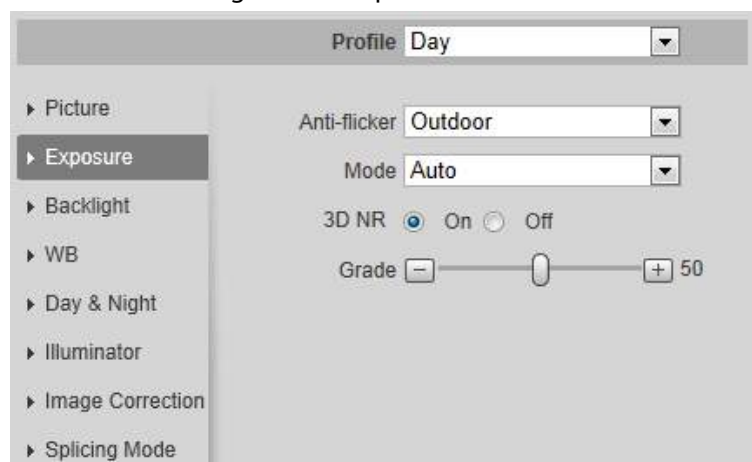 Profile Day
Picture
Exposure
Backlight
WB
Day & Night
Illuminator
Image Correction
Splicing Mode
Anti-flicker Outdoor
Mode Auto
3D NR On Off
Grade 50